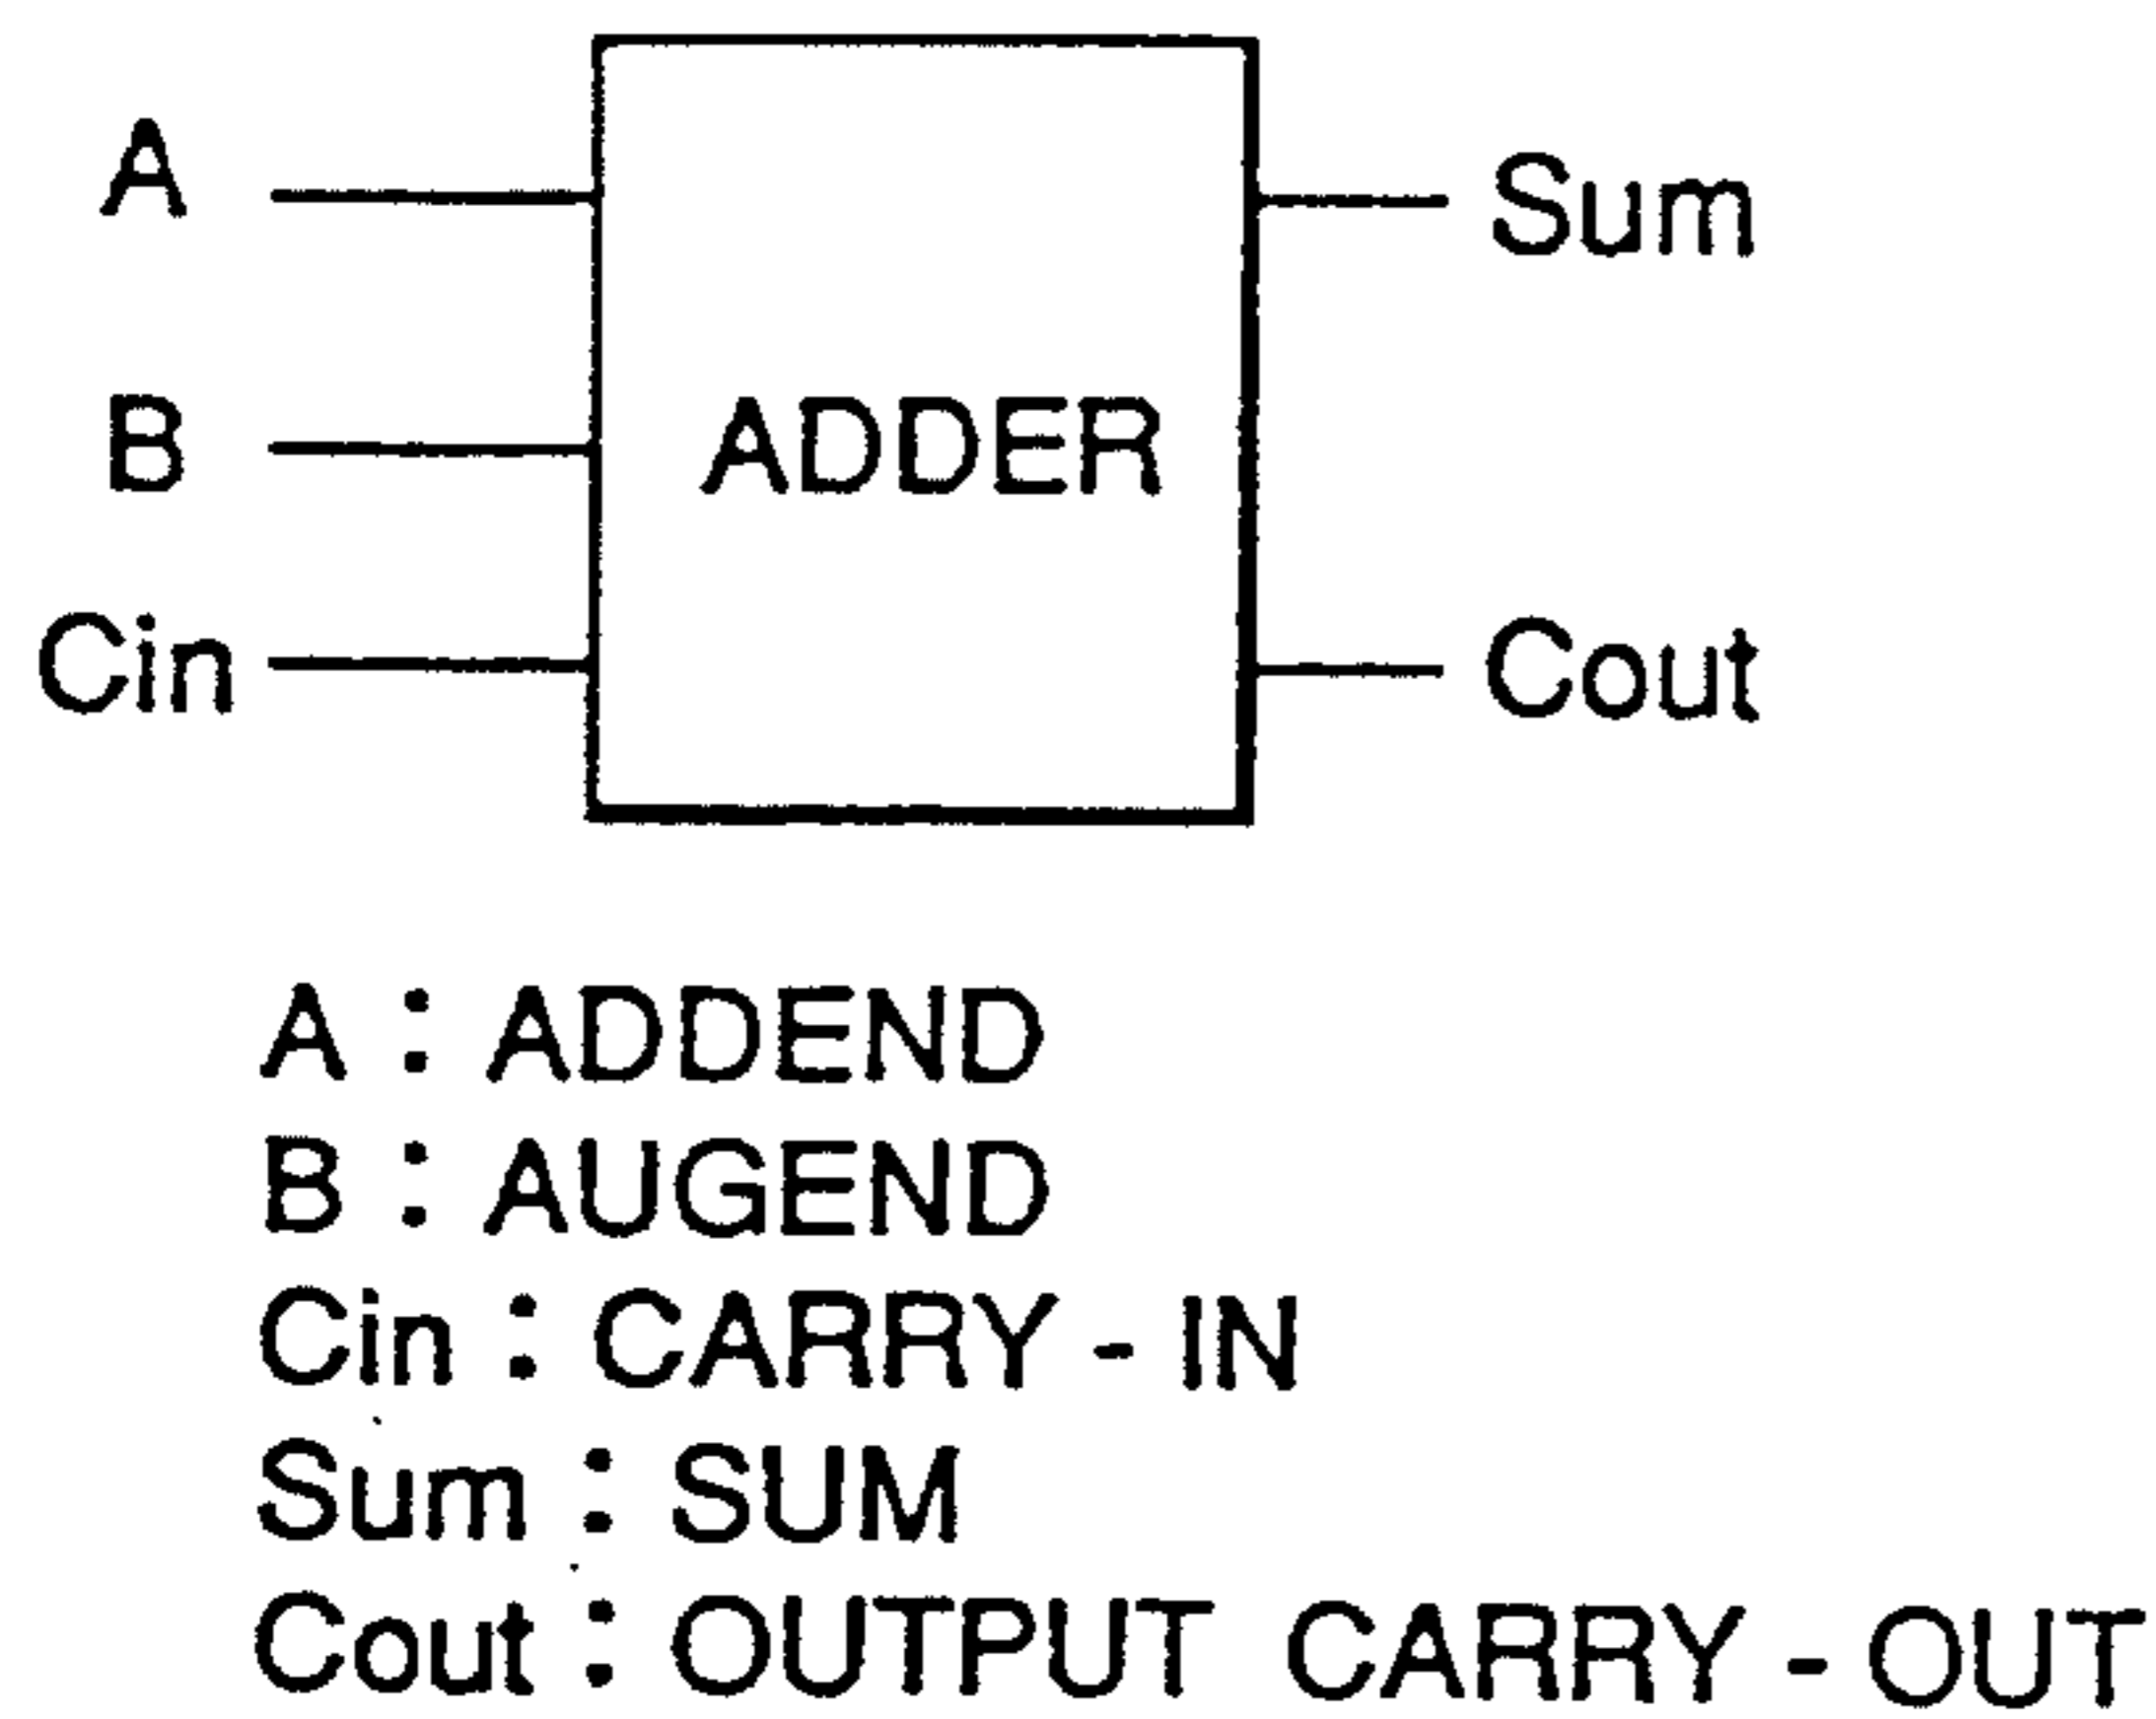 A
Sum
B
ADDER
Cin
Cout
A : ADDEND
B : AUGEND
Cin : CARRY - IN
Sum : SUM
Cout : OUTPUT CARRY - OUT